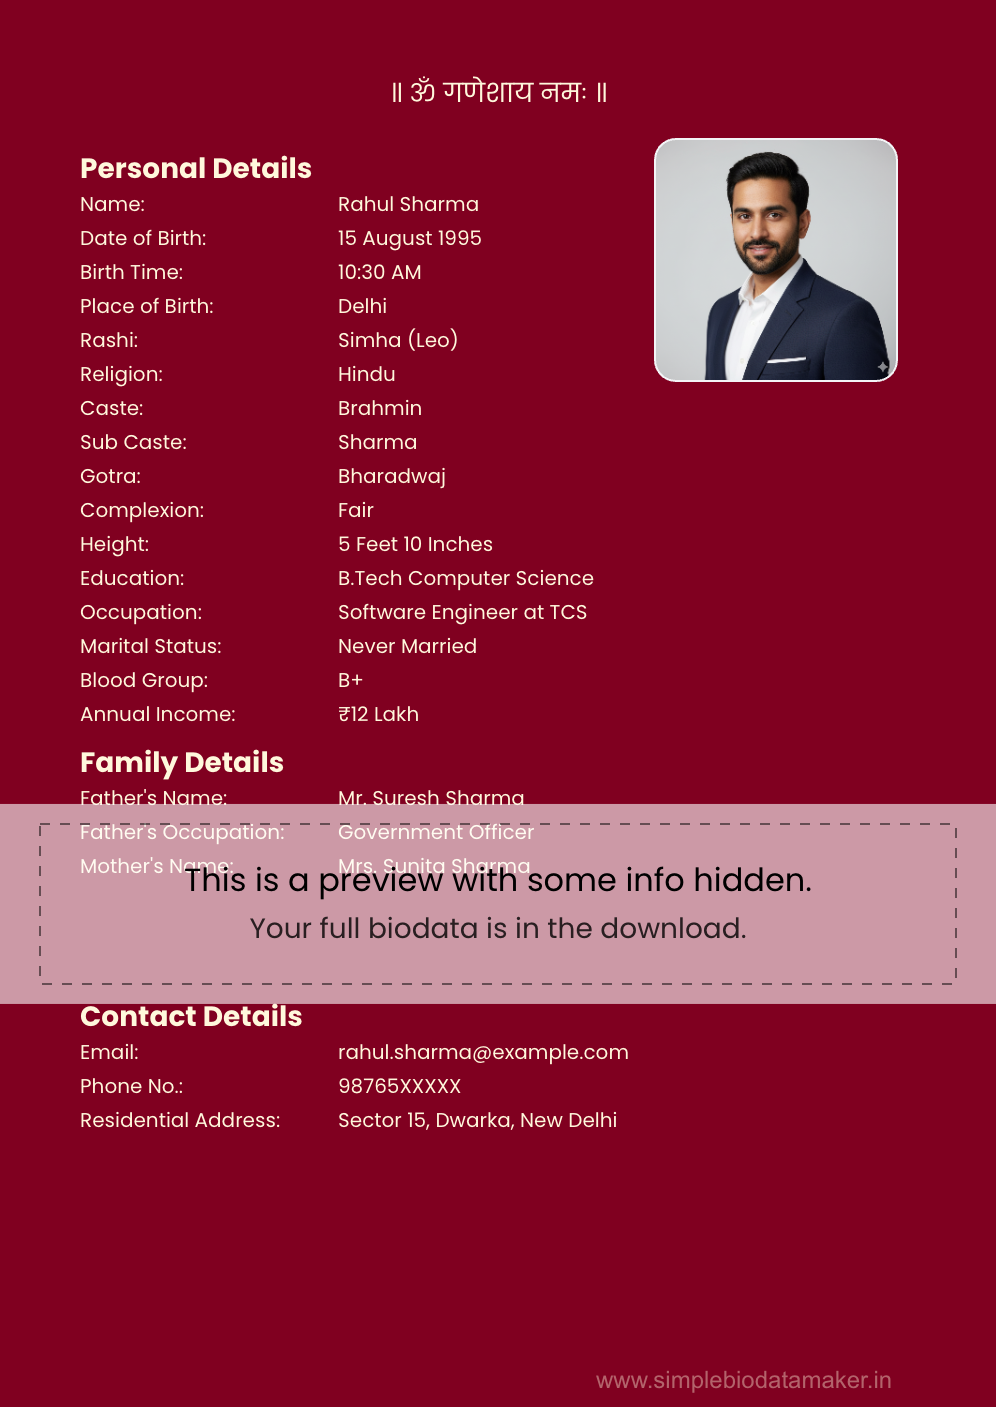 ॥ ॐ गणेशाय नमः ॥
Personal Details
Name: Rahul Sharma
Date of Birth: 15 August 1995
Birth Time: 10:30 AM
Place of Birth: Delhi
Rashi: Simha (Leo)
Religion: Hindu
Caste: Brahmin
Sub Caste: Sharma
Gotra: Bharadwaj
Complexion: Fair
Height: 5 Feet 10 Inches
Education: B.Tech Computer Science
Occupation: Software Engineer at TCS
Marital Status: Never Married
Blood Group: B+
Annual Income: ₹12 Lakh
Family Details
Father's Name: Mr. Suresh Sharma
Father's Occupation: Government Officer
Mother's Name: Mrs. Sunita Sharma
This is a preview with some info hidden.
Your full biodata is in the download.
Contact Details
Email: rahul.sharma@example.com
Phone No.: 98765XXXXX
Residential Address: Sector 15, Dwarka, New Delhi
www.simplebiodatamaker.in